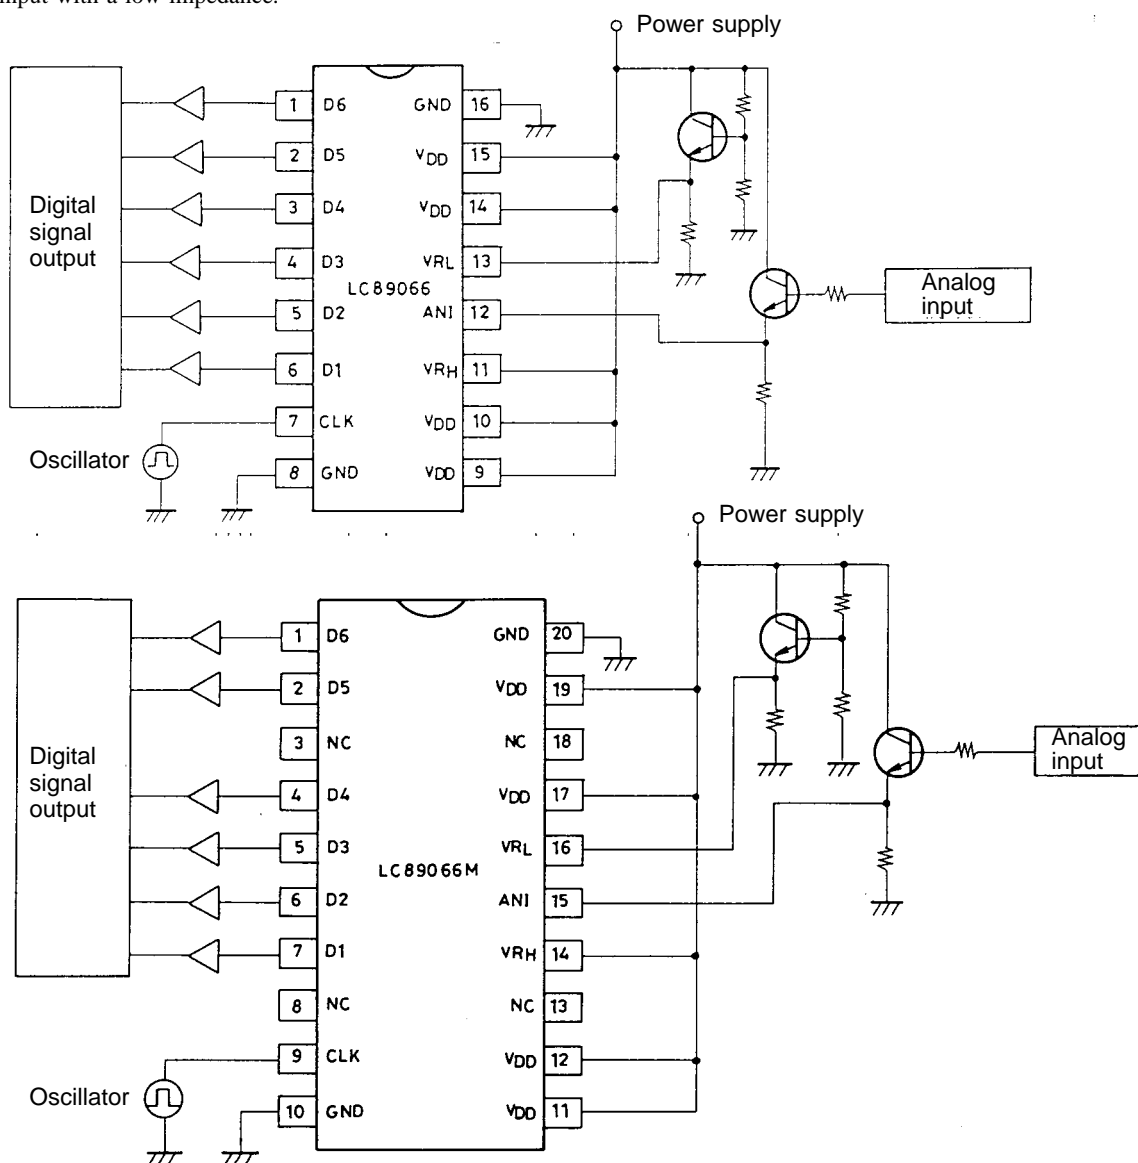 input with a low impedance.
Power supply
1 D6 GND 16
2 D5 VDD 15
3 D4 VDD 14
Digital
signal
output
4 D3 VRL 13
LC89066
Analog
input
5 D2 ANI 12
6 D1 VRH 11
7 CLK VDD 10
Oscillator
8 GND VDD 9
Power supply
1 D6 GND 20
2 D5 VDD 19
3 NC NC 18
Digital
signal
output
Analog
input
4 D4 VDD 17
5 D3 VRL 16
LC89066M
6 D2 ANI 15
7 D1 VRH 14
8 NC NC 13
9 CLK VDD 12
Oscillator
10 GND VDD 11